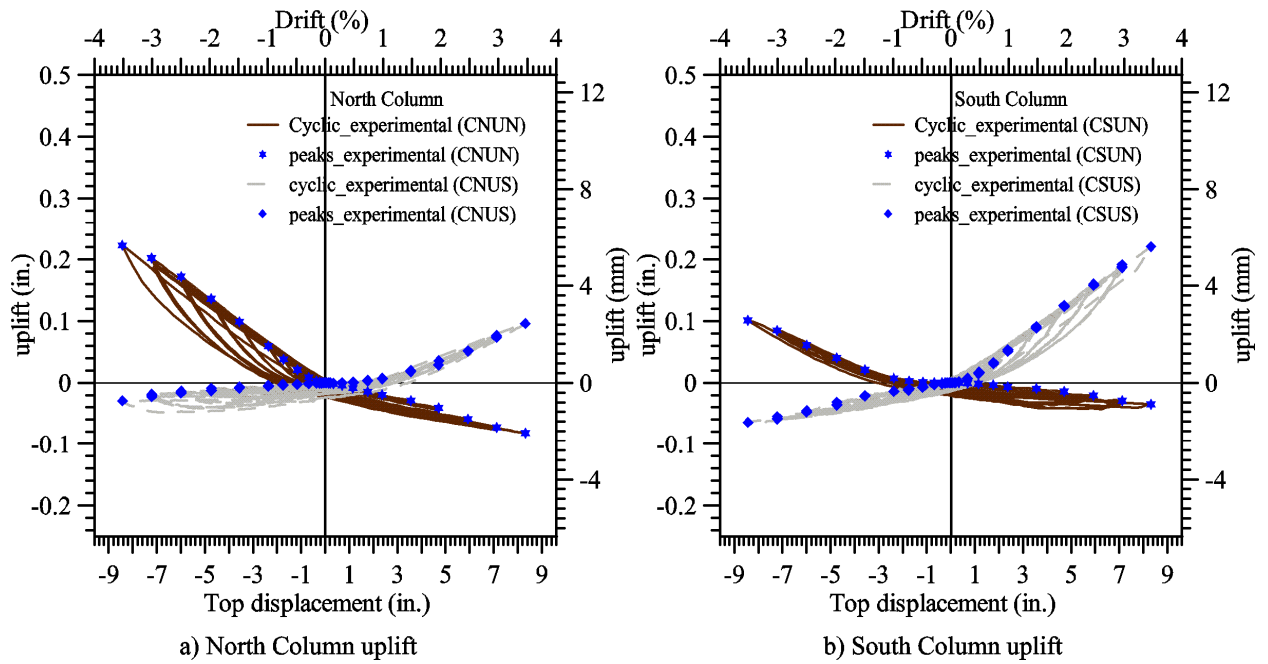 Drift (%)
-4 -3 -2 -1 0 1 2 3 4
0.5
0.4
0.3
0.2
0.1
0
-0.1
-0.2
uplift (in.)
12
8
4
0
-4
uplift (mm)
North Column
Cyclic_experimental (CNUN)
peaks_experimental (CNUN)
cyclic_experimental (CNUS)
peaks_experimental (CNUS)
-9 -7 -5 -3 -1 1 3 5 7 9
Top displacement (in.)
a) North Column uplift
Drift (%)
-4 -3 -2 -1 0 1 2 3 4
0.5
0.4
0.3
0.2
0.1
0
-0.1
-0.2
uplift (in.)
12
8
4
0
-4
uplift (mm)
South Column
Cyclic_experimental (CSUN)
peaks_experimental (CSUN)
cyclic_experimental (CSUS)
peaks_experimental (CSUS)
-9 -7 -5 -3 -1 1 3 5 7 9
Top displacement (in.)
b) South Column uplift